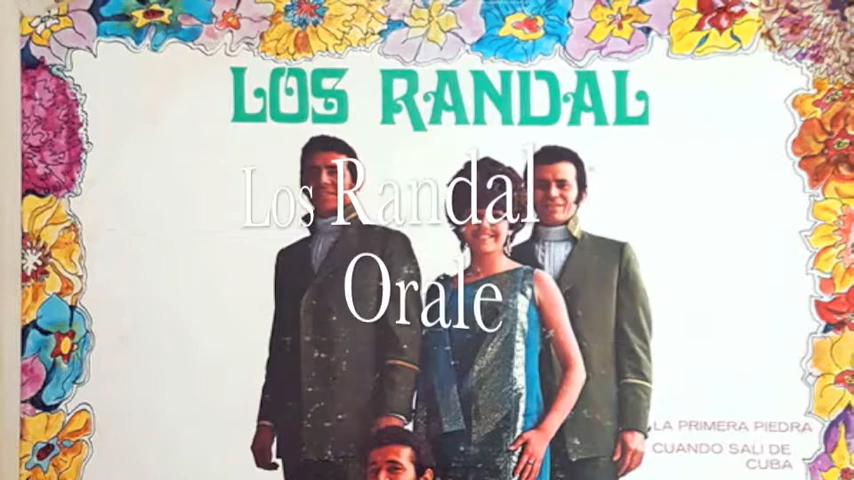 LOS RANDAL
Los Randal
Orale
LA PRIMERA PIEDRA
CUANDO SALI DE
CUBA